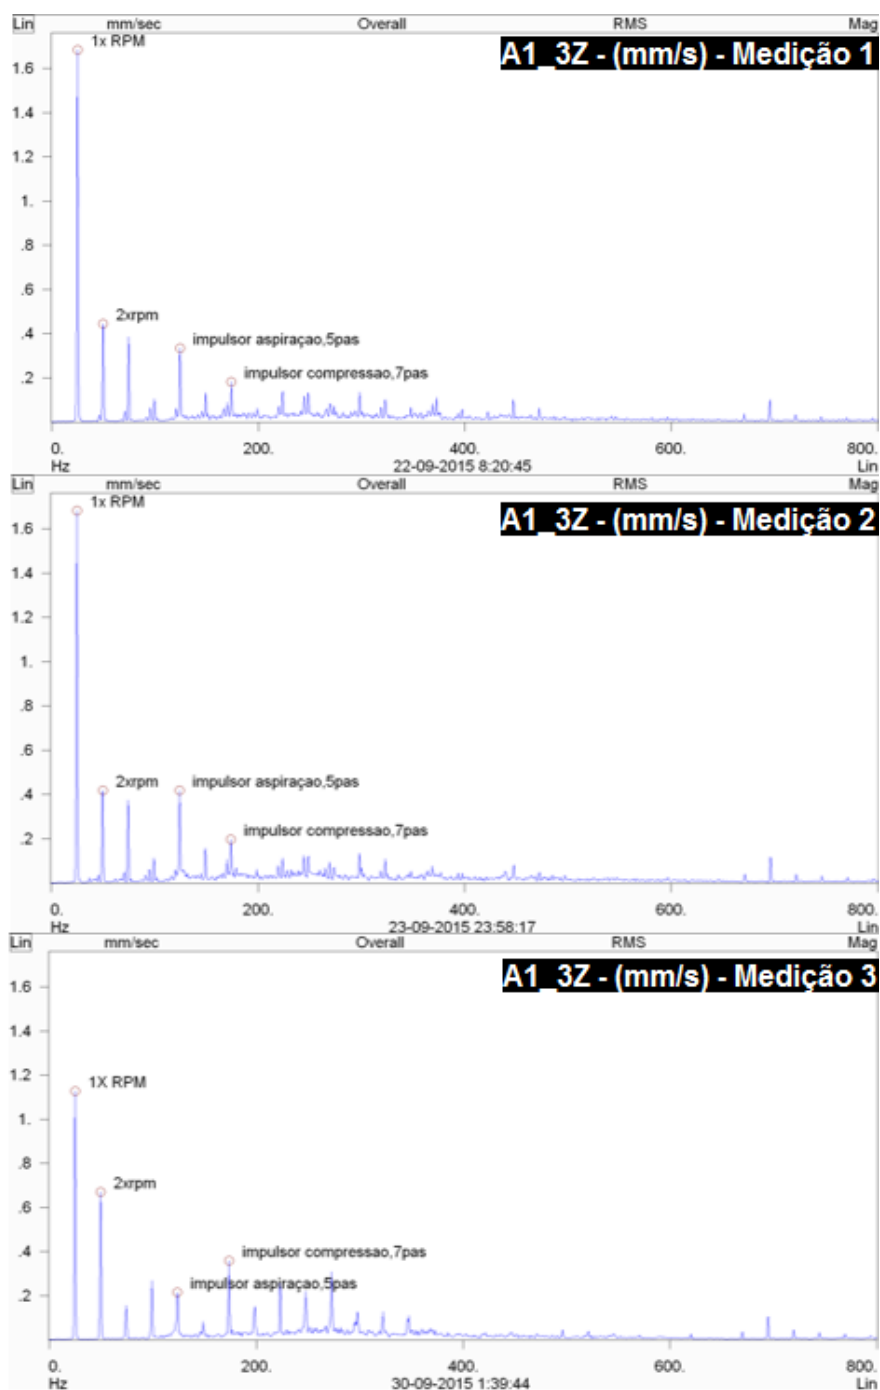 Lin mm/sec Overall RMS Mag
1x RPM
A1_3Z - (mm/s) - Medição 1
1.6
1.4
1.2
1.
.8
.6
2xrpm
.4
impulsor aspiraçao,5pas
impulsor compressao,7pas
.2
0. 200. 400. 600. 800.
Hz 22-09-2015 8:20:45 Lin
Lin mm/sec Overall RMS Mag
1x RPM
A1_3Z - (mm/s) - Medição 2
1.6
1.4
1.2
1.
.8
.6
2xrpm impulsor aspiraçao,5pas
.4
impulsor compressao,7pas
.2
0. 200. 400. 600. 800.
Hz 23-09-2015 23:58:17 Lin
Lin mm/sec Overall RMS Mag
A1_3Z - (mm/s) - Medição 3
1.6
1.4
1.2
1X RPM
1.
.8
2xrpm
.6
.4
impulsor compressao,7pas
impulsor aspiraçao,5pas
.2
0. 200. 400. 600. 800.
Hz 30-09-2015 1:39:44 Lin